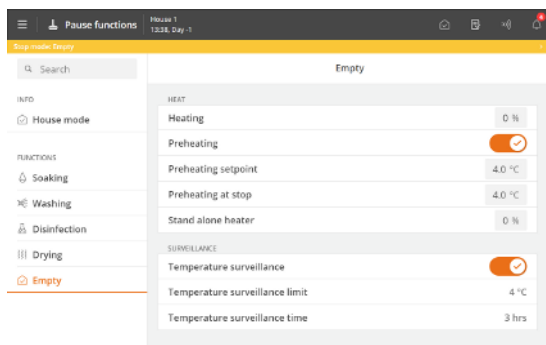 Pause functions
House 1
13:38, Day -1
Stop mode: Empty
Search
Empty
INFO
House mode
FUNCTIONS
Soaking
Washing
Disinfection
Drying
Empty
HEAT
Heating 0 %
Preheating
Preheating setpoint 4.0 °C
Preheating at stop 4.0 °C
Stand alone heater 0 %
SURVEILLANCE
Temperature surveillance
Temperature surveillance limit 4 °C
Temperature surveillance time 3 hrs